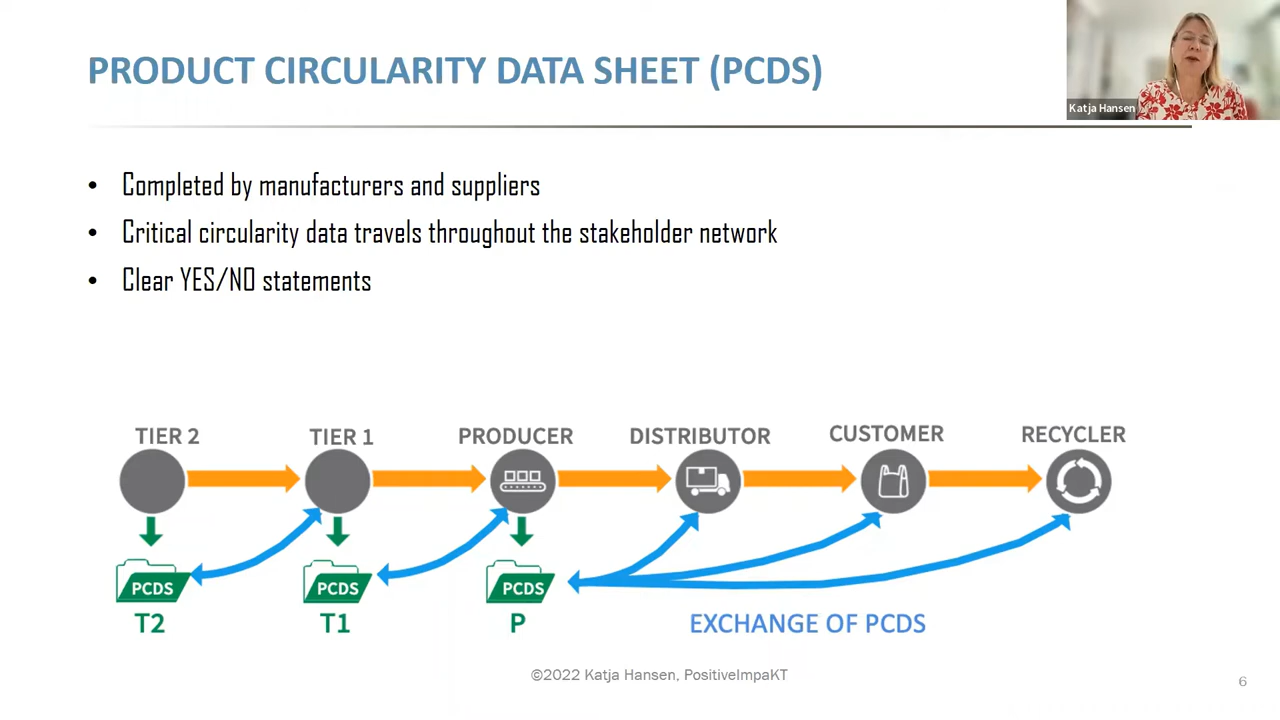 PRODUCT CIRCULARITY DATA SHEET (PCDS)
Katja Hansen
• Completed by manufacturers and suppliers
• Critical circularity data travels throughout the stakeholder network
• Clear YES/NO statements
TIER 2
TIER 1
PRODUCER
DISTRIBUTOR
CUSTOMER
RECYCLER
PCDS
PCDS
PCDS
T2
T1
P
EXCHANGE OF PCDS
©2022 Katja Hansen, PositiveImpaKT
6